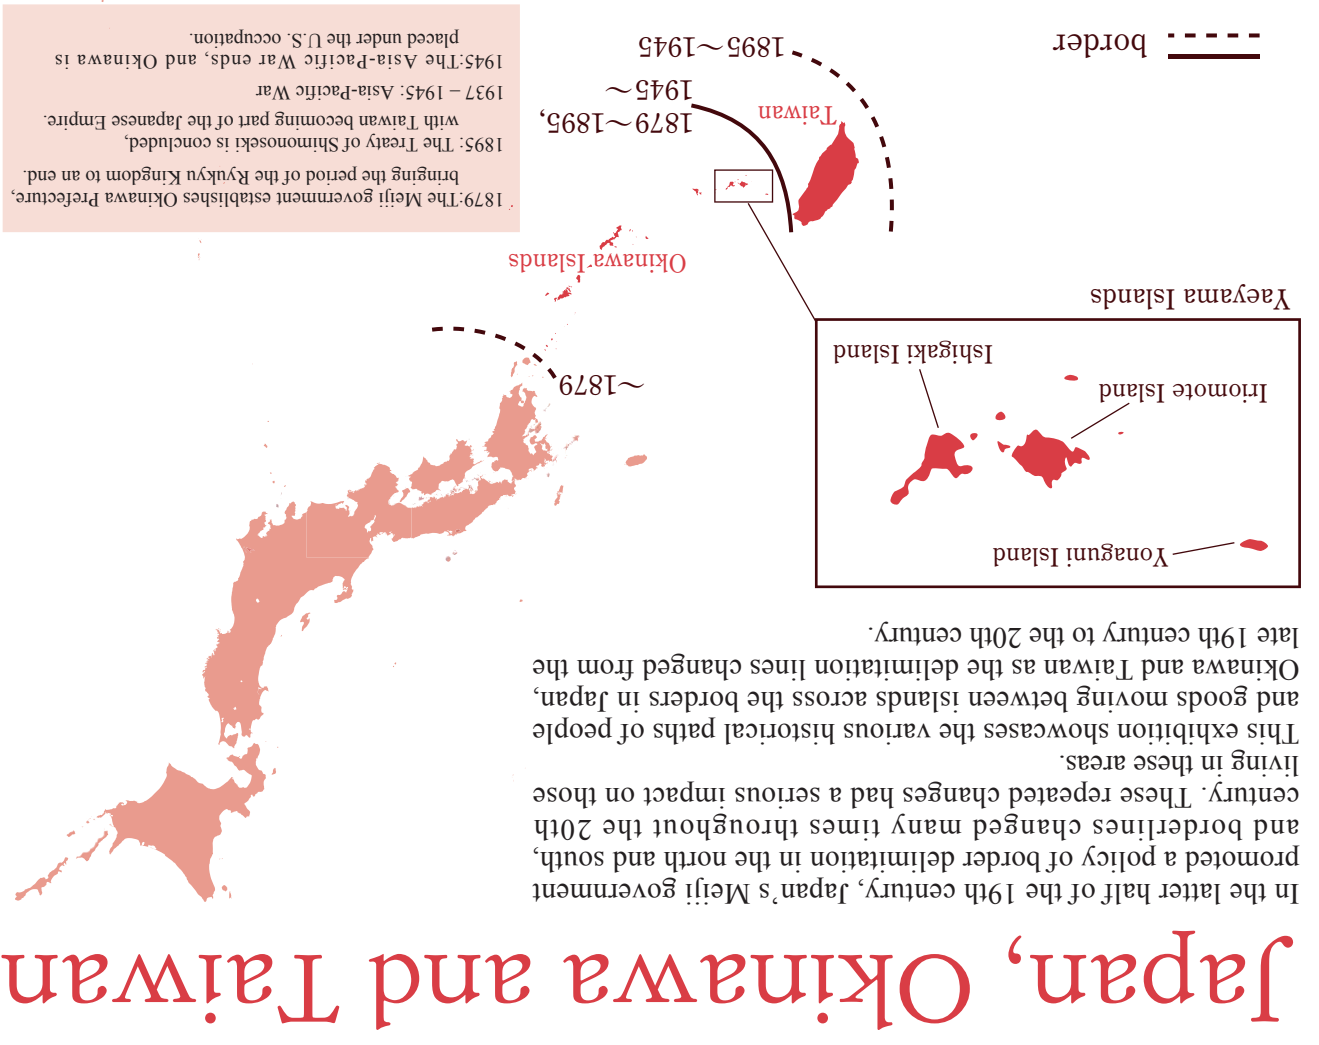 Japan, Okinawa and Taiwan
In the latter half of the 19th century, Japan's Meiji government
promoted a policy of border delimitation in the north and south,
and borderlines changed many times throughout the 20th
century. These repeated changes had a serious impact on those
living in these areas.
This exhibition showcases the various historical paths of people
and goods moving between islands across the borders in Japan,
Okinawa and Taiwan as the delimitation lines changed from the
late 19th century to the 20th century.
Yonaguni Island
Iriomote Island
Ishigaki Island
Yaeyama Islands
~1879
Okinawa Islands
1879:The Meiji government establishes Okinawa Prefecture,
bringing the period of the Ryukyu Kingdom to an end.
1895: The Treaty of Shimonoseki is concluded,
with Taiwan becoming part of the Japanese Empire.
1937 – 1945: Asia-Pacific War
1945:The Asia-Pacific War ends, and Okinawa is
placed under the U.S. occupation.
Taiwan
1879~1895,
1945~
1895~1945
border